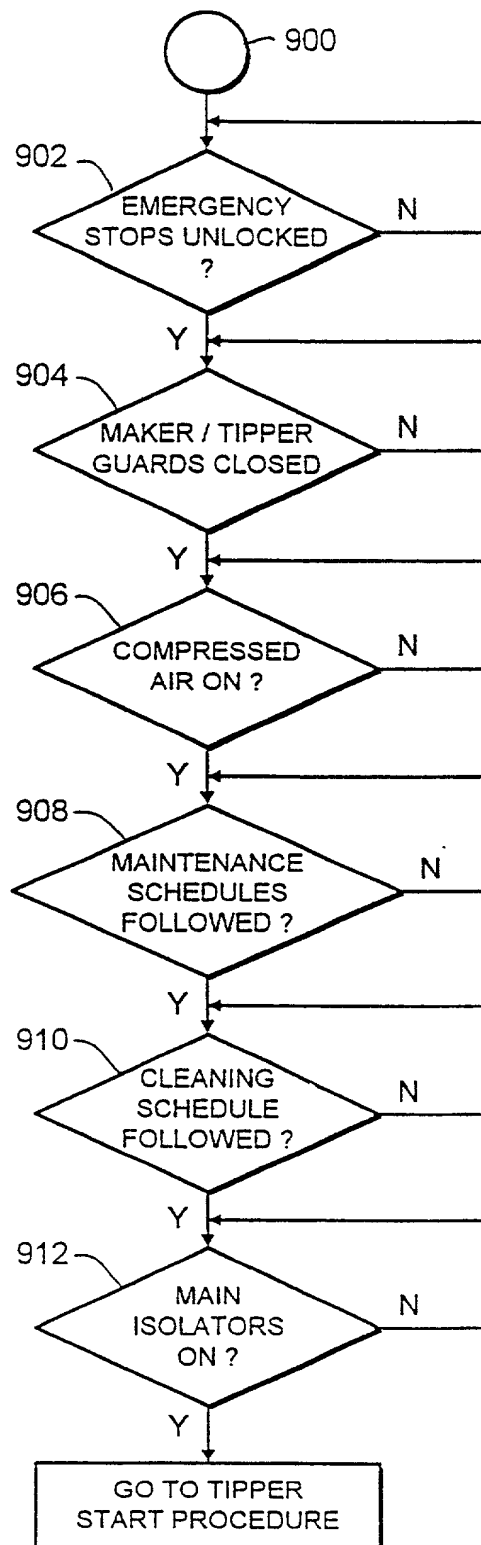 900
902
EMERGENCY
STOPS UNLOCKED
?
N
Y
904
MAKER / TIPPER
GUARDS CLOSED
N
Y
906
COMPRESSED
AIR ON ?
N
Y
908
MAINTENANCE
SCHEDULES
FOLLOWED ?
N
Y
910
CLEANING
SCHEDULE
FOLLOWED ?
N
Y
912
MAIN
ISOLATORS
ON ?
N
Y
GO TO TIPPER
START PROCEDURE